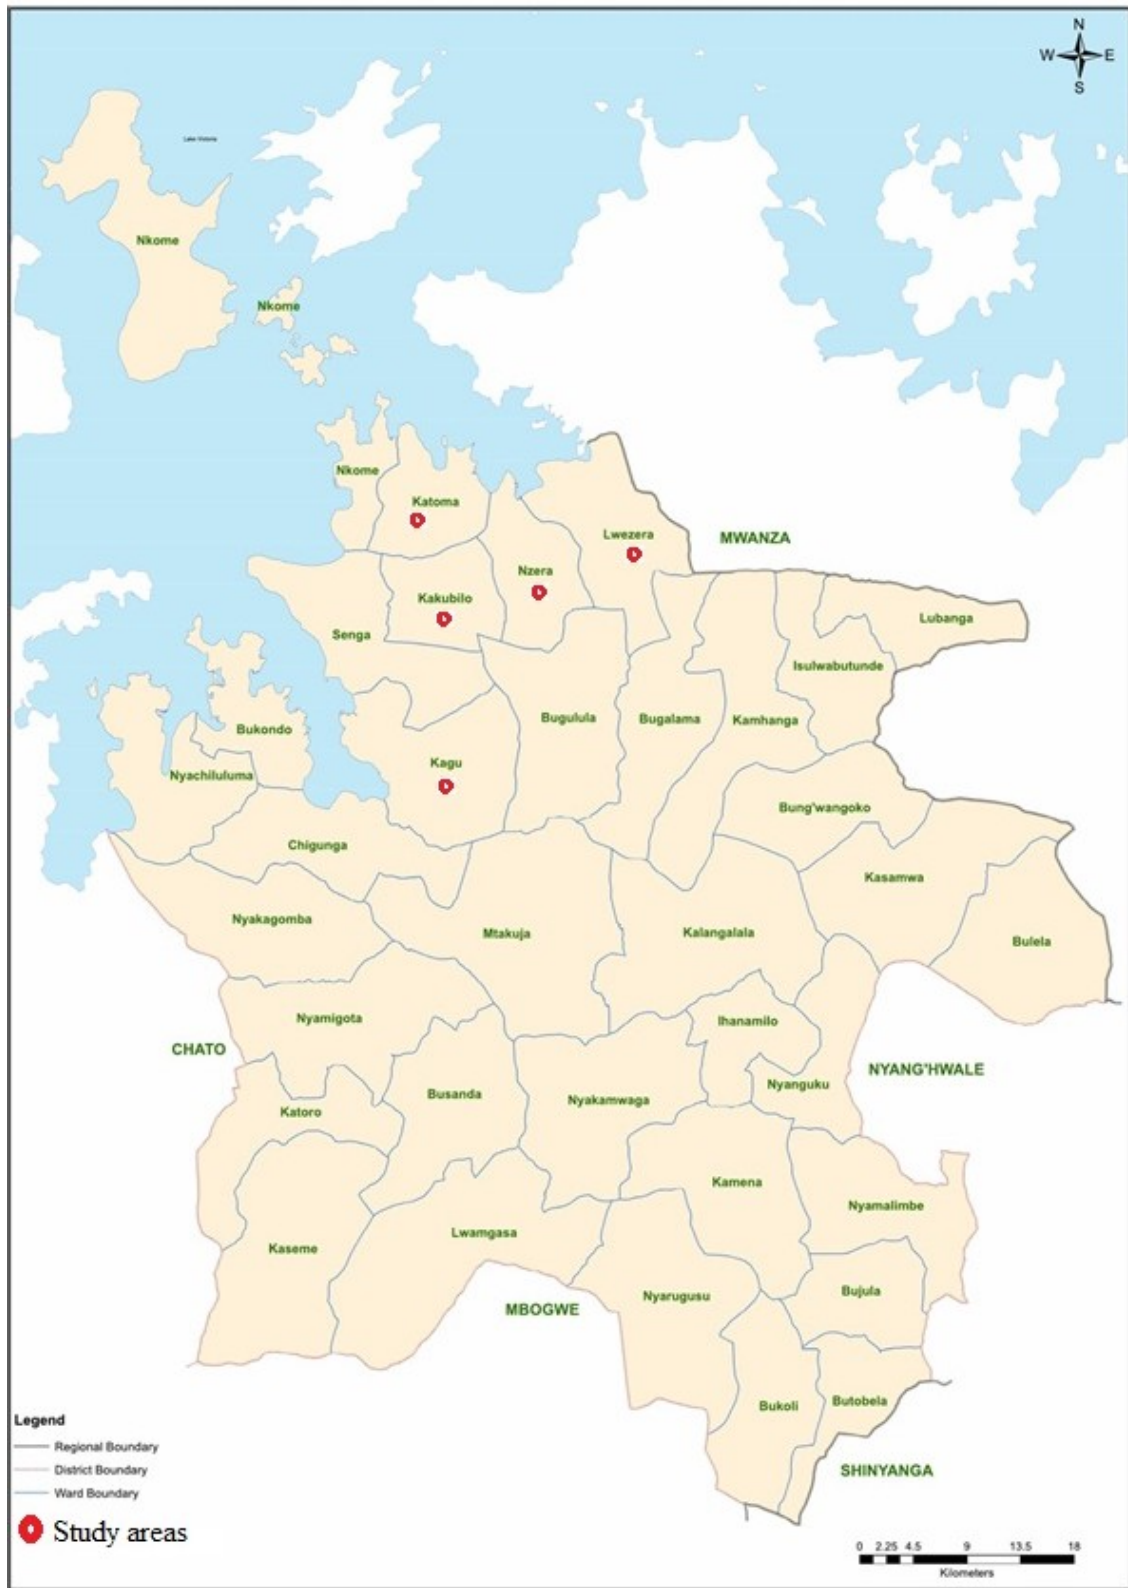 N
W E
S
Lake Victoria
Nkome
Nkome
Nkome
Katoma
Lwezera
MWANZA
Nzera
Kakubilo
Lubanga
Senga
Isulwabutunde
Bugulula
Bugalama
Kamhanga
Bukondo
Kagu
Nyachiluluma
Bung'wangoko
Chigunga
Kasamwa
Nyakagomba
Mtakuja
Kalangalala
Bulela
Nyamigota
Ihanamilo
CHATO
NYANG'HWALE
Nyanguku
Busanda
Nyakamwaga
Katoro
Kamena
Nyamalimbe
Lwamgasa
Kaseme
Bujula
Nyarugusu
MBOGWE
Butobela
Bukoli
SHINYANGA
Legend
Regional Boundary
District Boundary
Ward Boundary
Study areas
0 2.25 4.5 9 13.5 18
Kilometers